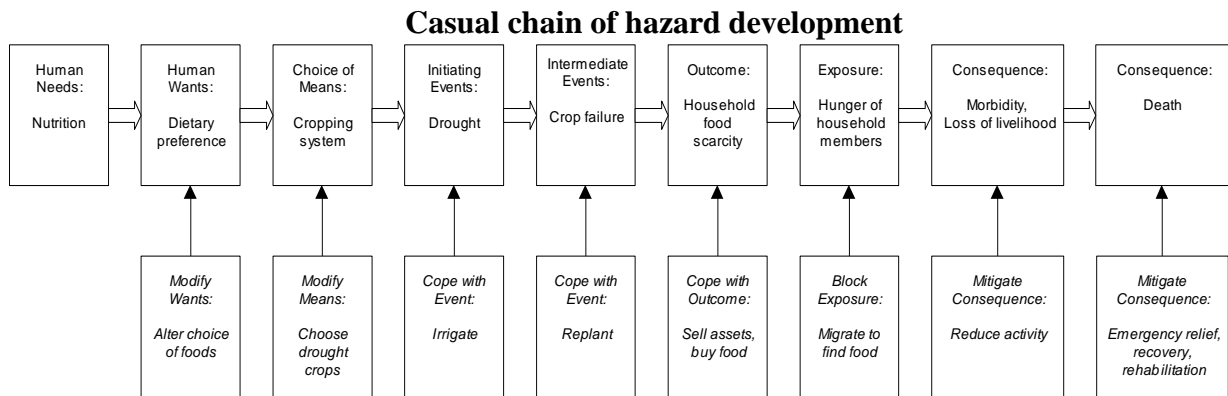 Casual chain of hazard development
Human
Needs:
Nutrition
Human
Wants:
Dietary
preference
Choice of
Means:
Cropping
system
Initiating
Events:
Drought
Intermediate
Events:
Crop failure
Outcome:
Household
food
scarcity
Exposure:
Hunger of
household
members
Consequence:
Morbidity,
Loss of livelihood
Consequence:
Death
Modify
Wants:
Alter choice
of foods
Modify
Means:
Choose
drought
crops
Cope with
Event:
Irrigate
Cope with
Event:
Replant
Cope with
Outcome:
Sell assets,
buy food
Block
Exposure:
Migrate to
find food
Mitigate
Consequence:
Reduce activity
Mitigate
Consequence:
Emergency relief,
recovery,
rehabilitation